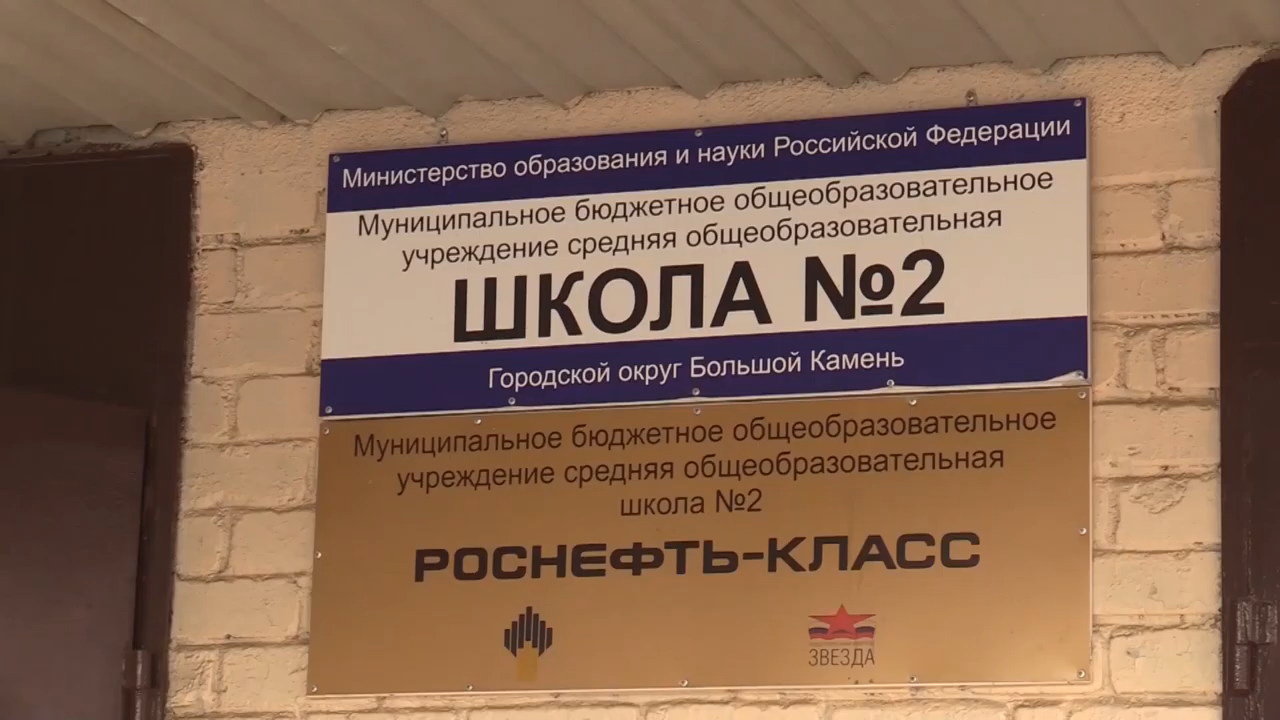 Министерство образования и науки Российской Федерации
Муниципальное бюджетное общеобразовательное
учреждение средняя общеобразовательная
ШКОЛА №2
Городской округ Большой Камень
Муниципальное бюджетное общеобразовательное
учреждение средняя общеобразовательная
школа №2
РОСНЕФТЬ-КЛАСС
ЗВЕЗДА